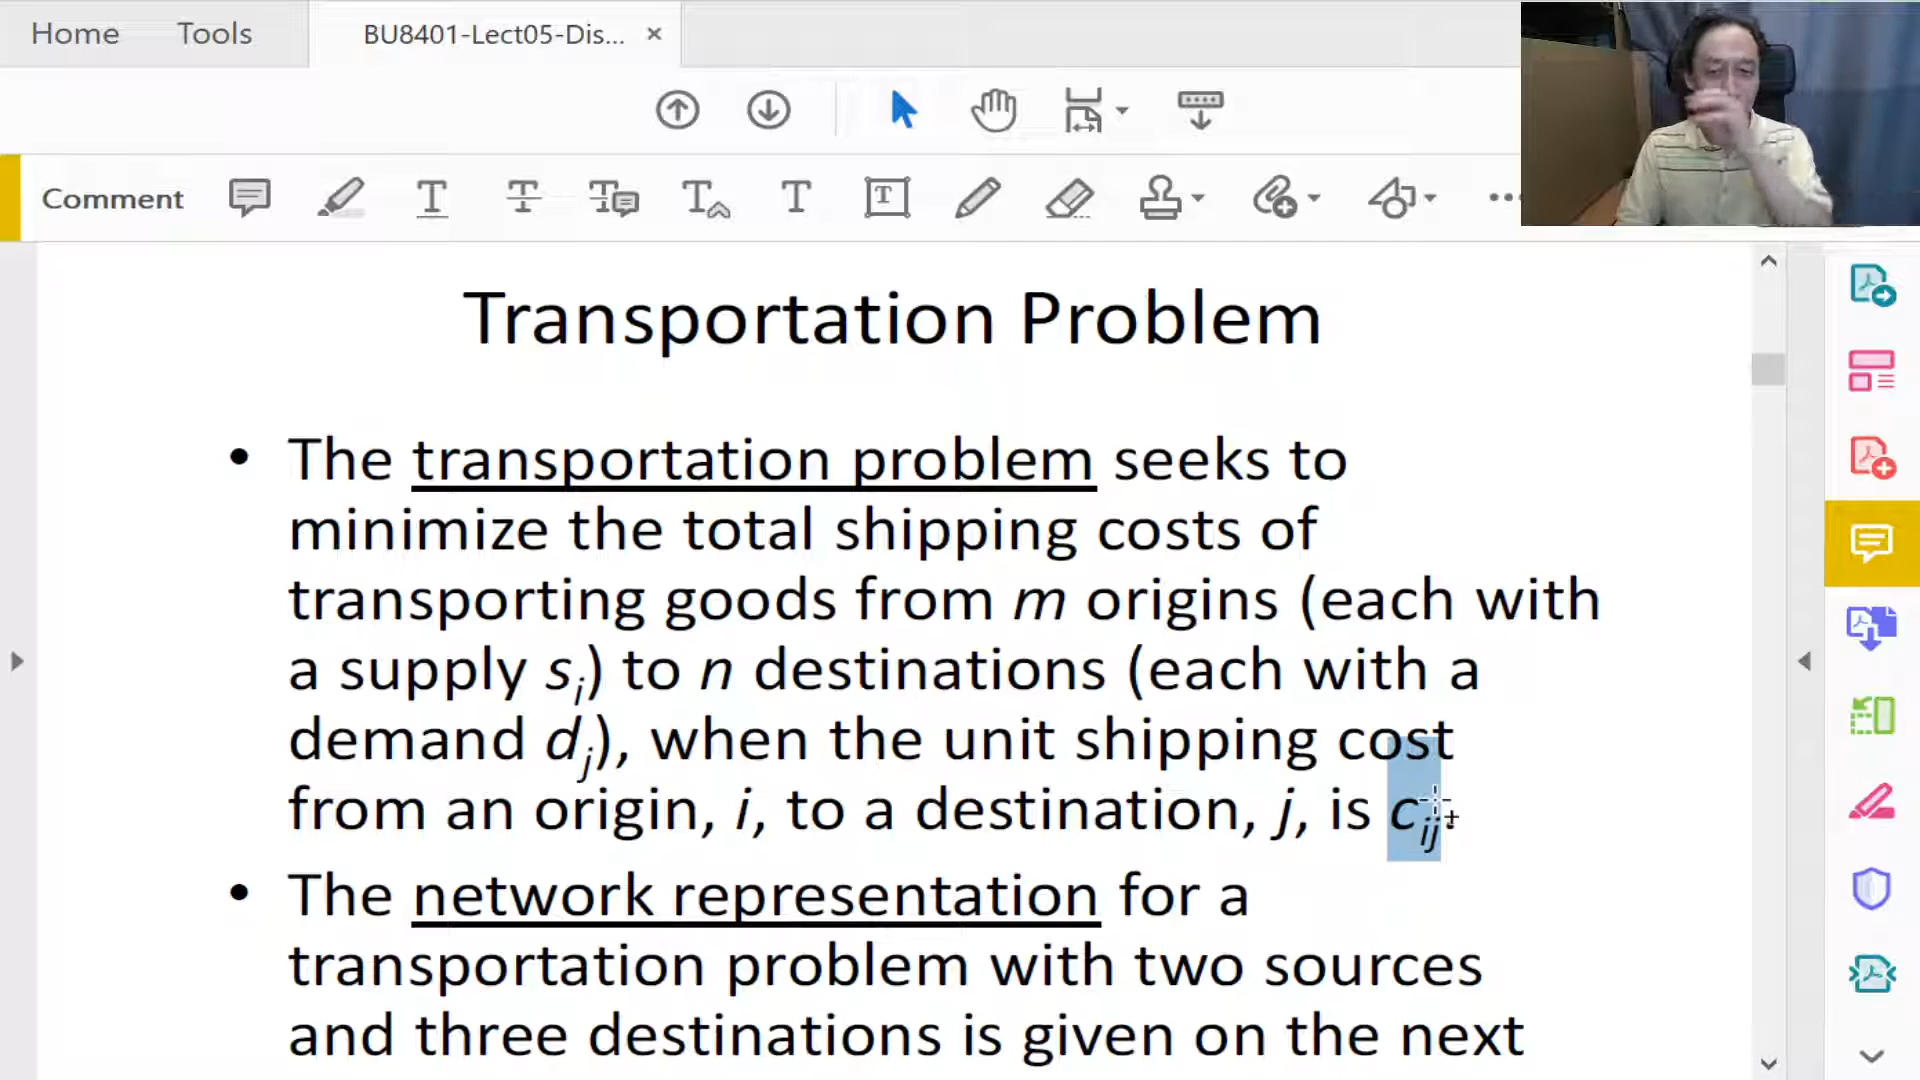 Home Tools BU8401-Lect05-Dis... ×
Comment
Transportation Problem
• The transportation problem seeks to
minimize the total shipping costs of
transporting goods from m origins (each with
a supply sᵢ) to n destinations (each with a
demand dⱼ), when the unit shipping cost
from an origin, i, to a destination, j, is cᵢⱼ.
• The network representation for a
transportation problem with two sources
and three destinations is given on the next